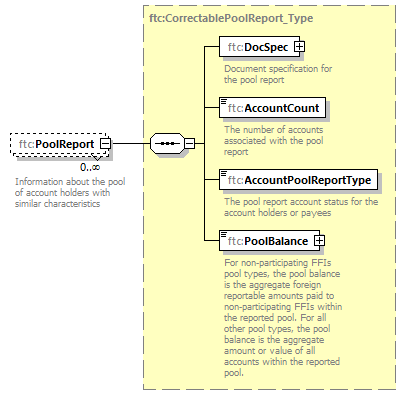 ftc:CorrectablePoolReport_Type
ftc:DocSpec
Document specification for
the pool report
ftc:AccountCount
The number of accounts
associated with the pool
report
ftc:PoolReport
0..∞
Information about the pool
of account holders with
similar characteristics
ftc:AccountPoolReportType
The pool report account status for the
account holders or payees
ftc:PoolBalance
For non-participating FFIs
pool types, the pool balance
is the aggregate foreign
reportable amounts paid to
non-participating FFIs within
the reported pool. For all
other pool types, the pool
balance is the aggregate
amount or value of all
accounts within the reported
pool.